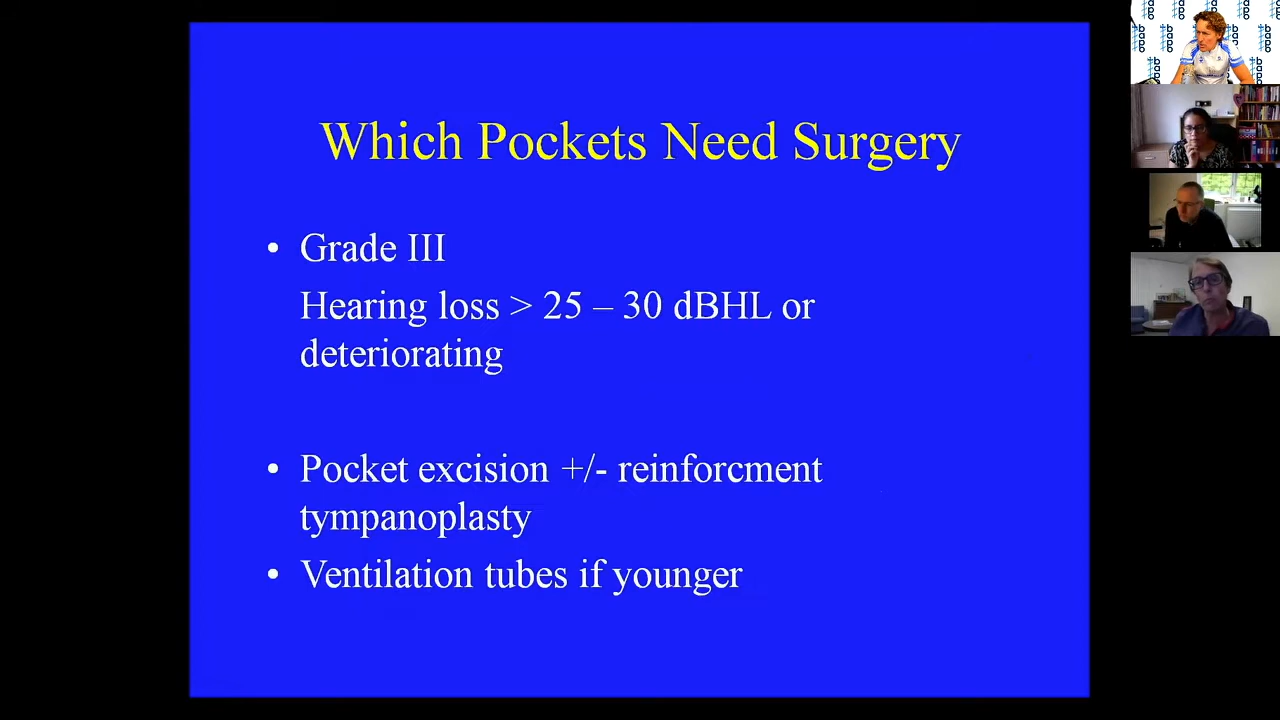 Which Pockets Need Surgery
• Grade III
Hearing loss > 25 – 30 dBHL or
deteriorating
• Pocket excision +/- reinforcment
tympanoplasty
• Ventilation tubes if younger